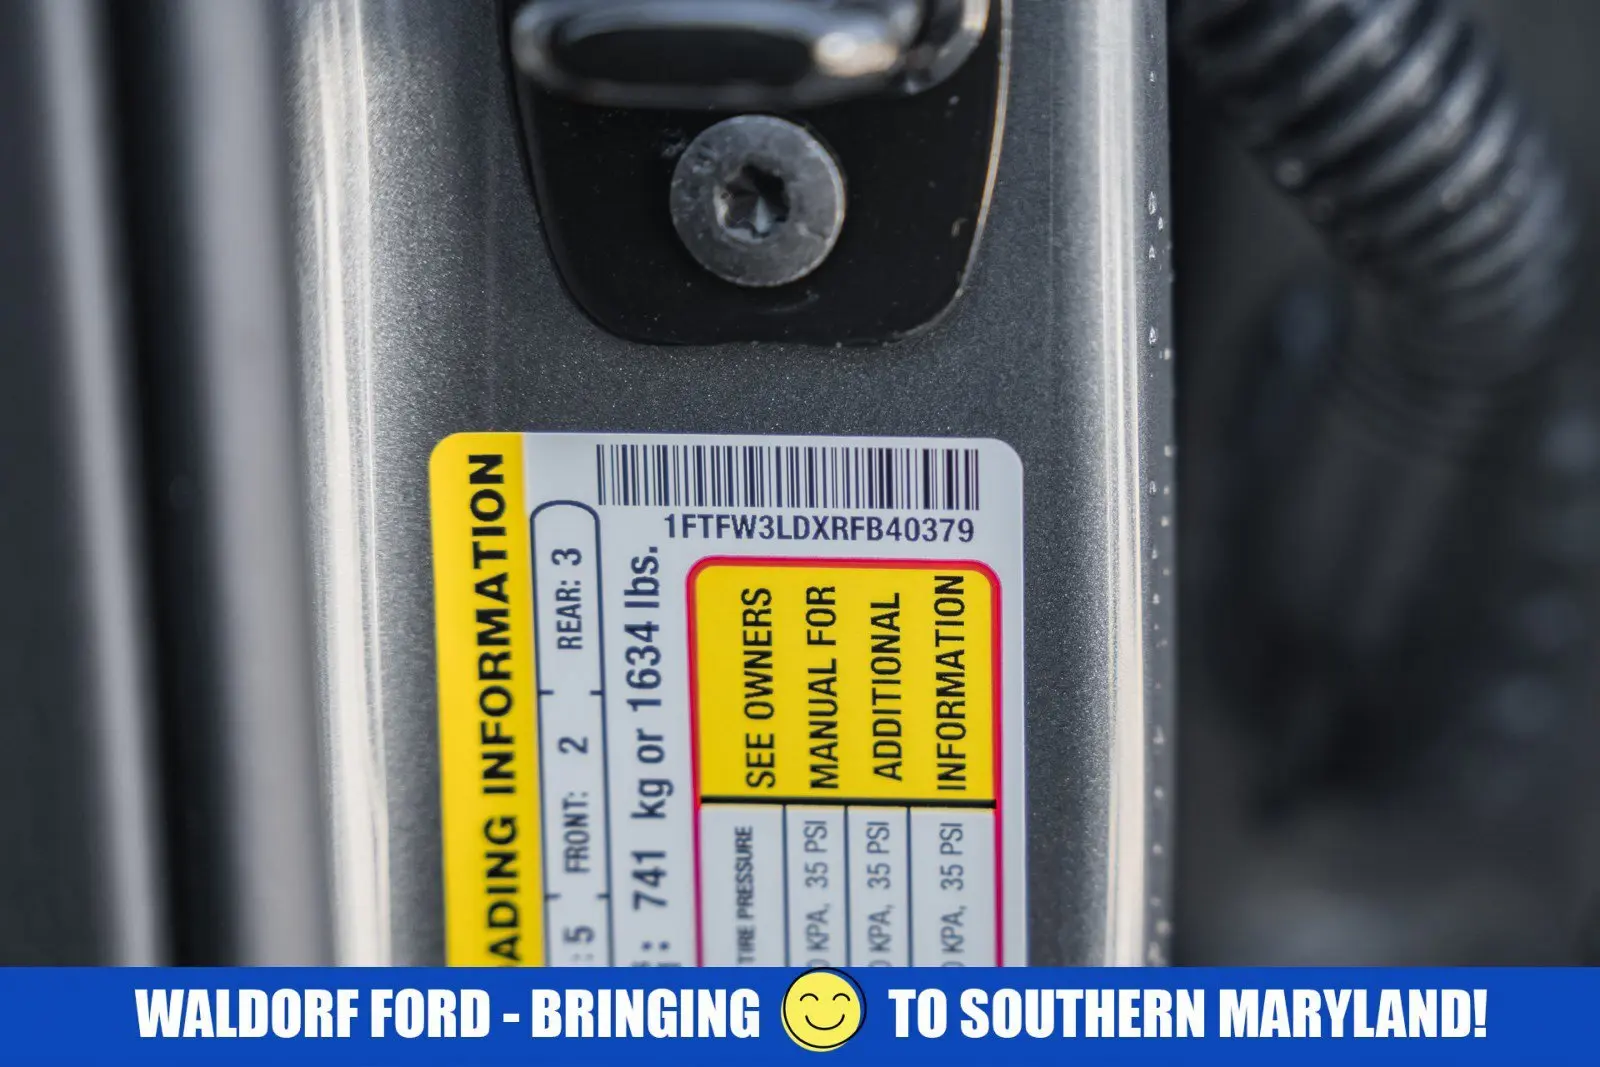 1FTFW3LDXRFB40379
ADING INFORMATION
: 5 FRONT: 2 REAR: 3
: 741 kg or 1634 lbs.
SEE OWNERS
MANUAL FOR
ADDITIONAL
INFORMATION
TIRE PRESSURE
KPA, 35 PSI
KPA, 35 PSI
KPA, 35 PSI
WALDORF FORD - BRINGING TO SOUTHERN MARYLAND!